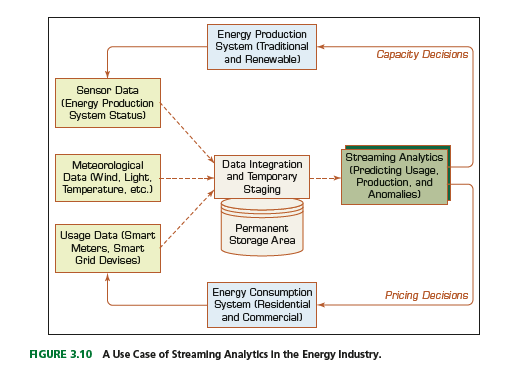 Energy Production
System (Traditional
and Renewable)
Capacity Decisions
Sensor Data
(Energy Production
System Status)
Meteorological
Data (Wind, Light,
Temperature, etc.)
Data Integration
and Temporary
Staging
Streaming Analytics
(Predicting Usage,
Production, and
Anomalies)
Usage Data (Smart
Meters, Smart
Grid Devises)
Permanent
Storage Area
Energy Consumption
System (Residential
and Commercial)
Pricing Decisions
FIGURE 3.10 A Use Case of Streaming Analytics in the Energy Industry.